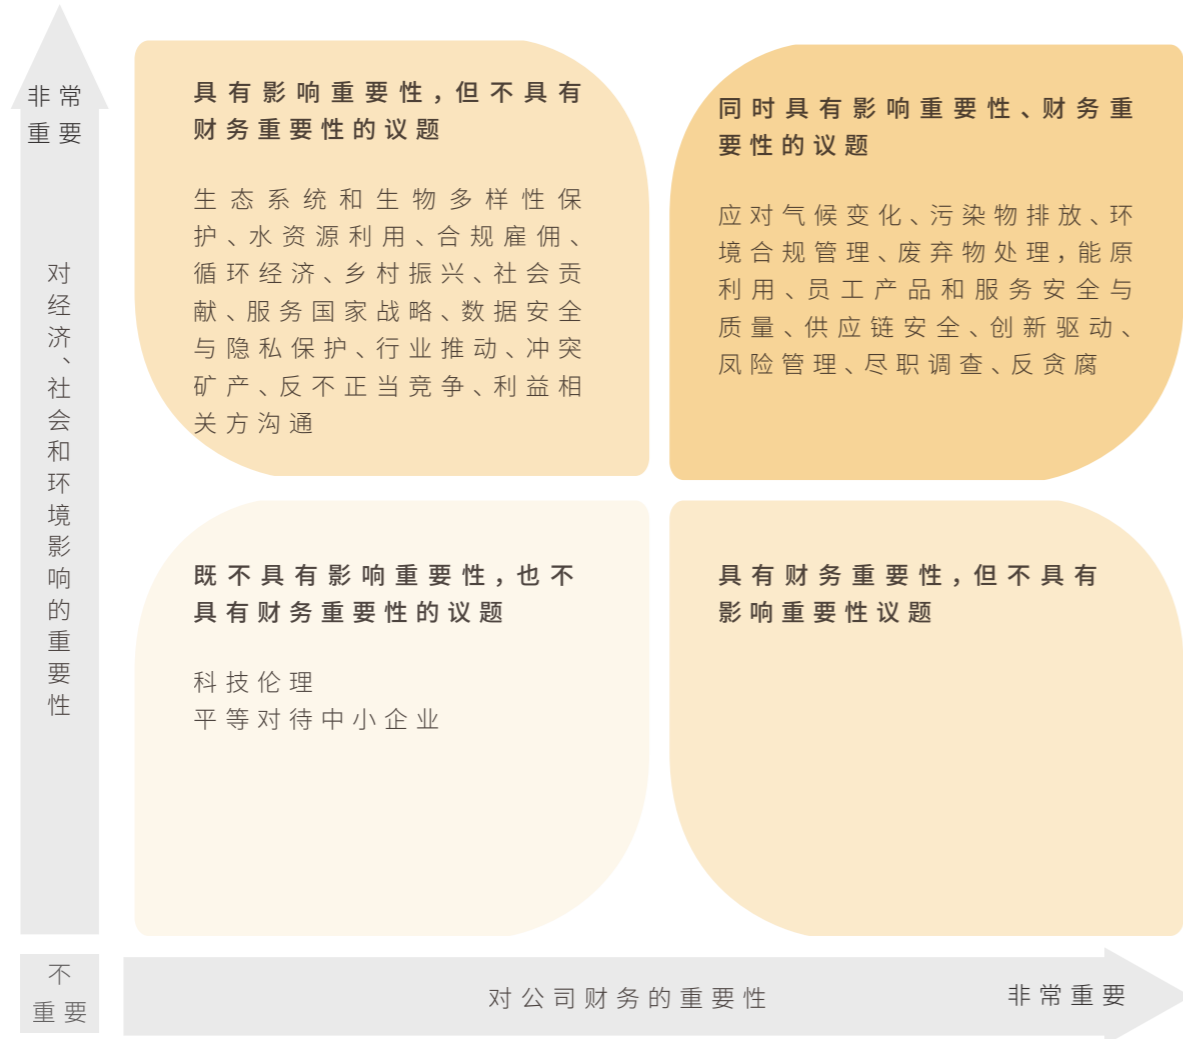 非常
重要
对经济、社会和环境影响的重要性
不
重要
具有影响重要性,但不具有
财务重要性的议题
生态系统和生物多样性保
护、水资源利用、合规雇佣、
循环经济、乡村振兴、社会贡
献、服务国家战略、数据安全
与隐私保护、行业推动、冲突
矿产、反不正当竞争、利益相
关方沟通
同时具有影响重要性、财务重
要性的议题
应对气候变化、污染物排放、环
境合规管理、废弃物处理,能原
利用、员工产品和服务安全与
质量、供应链安全、创新驱动、
风险管理、尽职调查、反贪腐
既不具有影响重要性,也不
具有财务重要性的议题
科技伦理
平等对待中小企业
具有财务重要性,但不具有
影响重要性议题
对公司财务的重要性
非常重要